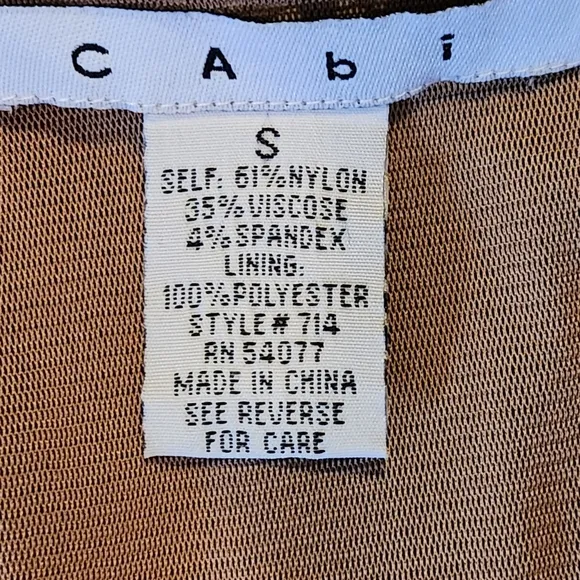 CAbi
S
SELF: 61%NYLON
35%VISCOSE
4%SPANDEX
LINING:
100%POLYESTER
STYLE# 714
RN 54077
MADE IN CHINA
SEE REVERSE
FOR CARE